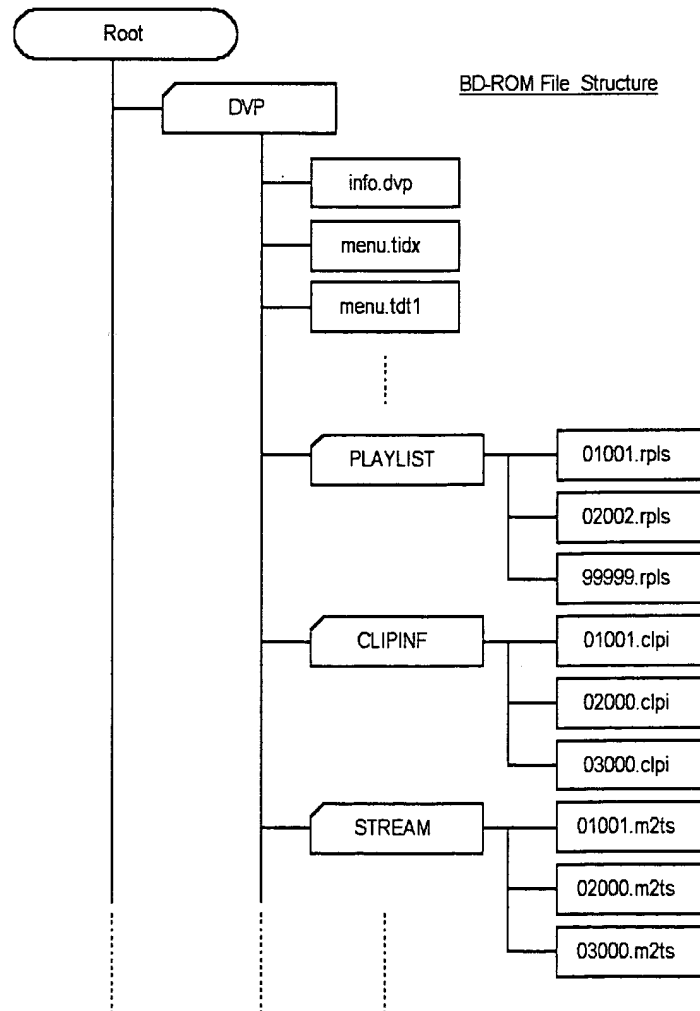 Root
BD-ROM File Structure
DVP
info.dvp
menu.tidx
menu.tdt1
PLAYLIST
01001.rpls
02002.rpls
99999.rpls
CLIPINF
01001.clpi
02000.clpi
03000.clpi
STREAM
01001.m2ts
02000.m2ts
03000.m2ts